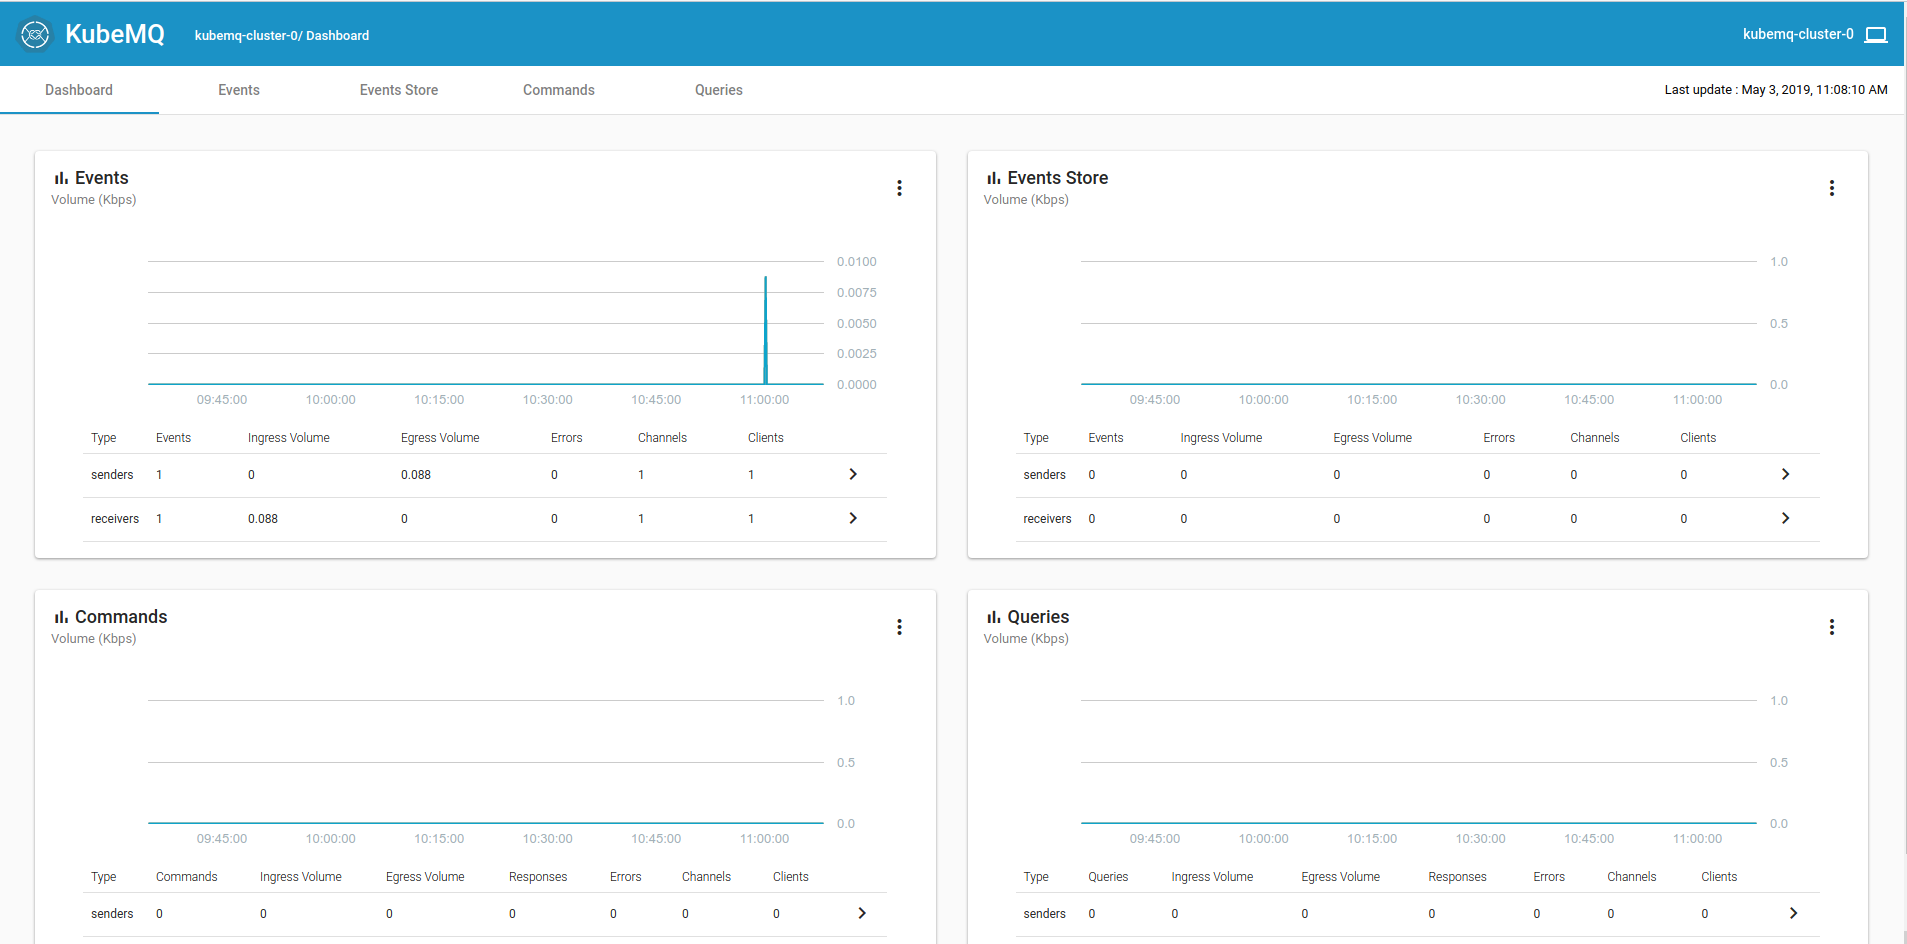 KubeMQ kubemq-cluster-0/ Dashboard kubemq-cluster-0
Dashboard Events Events Store Commands Queries Last update : May 3, 2019, 11:08:10 AM
Events
Volume (Kbps)
0.0100
0.0075
0.0050
0.0025
0.0000
09:45:00 10:00:00 10:15:00 10:30:00 10:45:00 11:00:00
Type Events Ingress Volume Egress Volume Errors Channels Clients
senders 1 0 0.088 0 1 1
receivers 1 0.088 0 0 1 1
Events Store
Volume (Kbps)
1.0
0.5
0.0
09:45:00 10:00:00 10:15:00 10:30:00 10:45:00 11:00:00
Type Events Ingress Volume Egress Volume Errors Channels Clients
senders 0 0 0 0 0 0
receivers 0 0 0 0 0 0
Commands
Volume (Kbps)
1.0
0.5
0.0
09:45:00 10:00:00 10:15:00 10:30:00 10:45:00 11:00:00
Type Commands Ingress Volume Egress Volume Responses Errors Channels Clients
senders 0 0 0 0 0 0 0
Queries
Volume (Kbps)
1.0
0.5
0.0
09:45:00 10:00:00 10:15:00 10:30:00 10:45:00 11:00:00
Type Queries Ingress Volume Egress Volume Responses Errors Channels Clients
senders 0 0 0 0 0 0 0